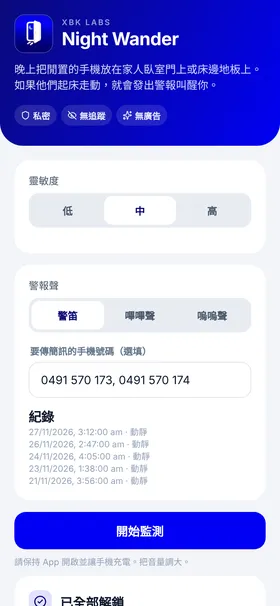 XBK LABS
Night Wander
晚上把閒置的手機放在家人臥室門上或床邊地板上。
如果他們起床走動，就會發出警報叫醒你。
私密 無追蹤 無廣告
靈敏度
低 中 高
警報聲
警笛 嗶嗶聲 嗚嗚聲
要傳簡訊的手機號碼（選填）
0491 570 173, 0491 570 174
紀錄
27/11/2026, 3:12:00 am · 動靜
26/11/2026, 2:47:00 am · 動靜
24/11/2026, 4:05:00 am · 動靜
23/11/2026, 1:38:00 am · 動靜
21/11/2026, 3:56:00 am · 動靜
開始監測
請保持 App 開啟並讓手機充電。把音量調大。
已全部解鎖